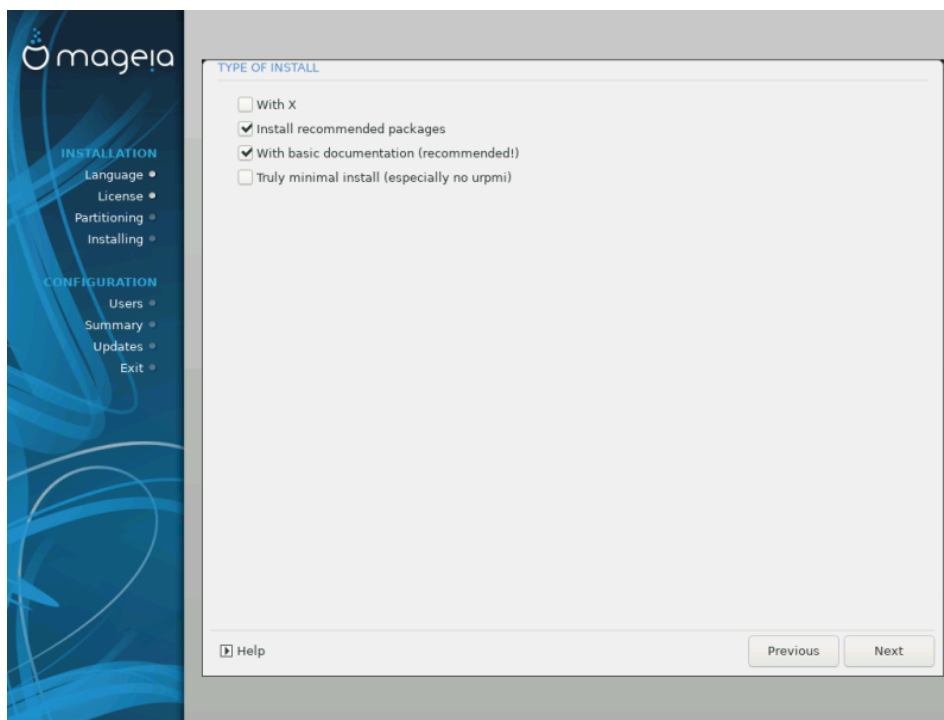 mageia
INSTALLATION
Language
License
Partitioning
Installing
CONFIGURATION
Users
Summary
Updates
Exit
TYPE OF INSTALL
With X
Install recommended packages
With basic documentation (recommended!)
Truly minimal install (especially no urpmi)
Help
Previous
Next